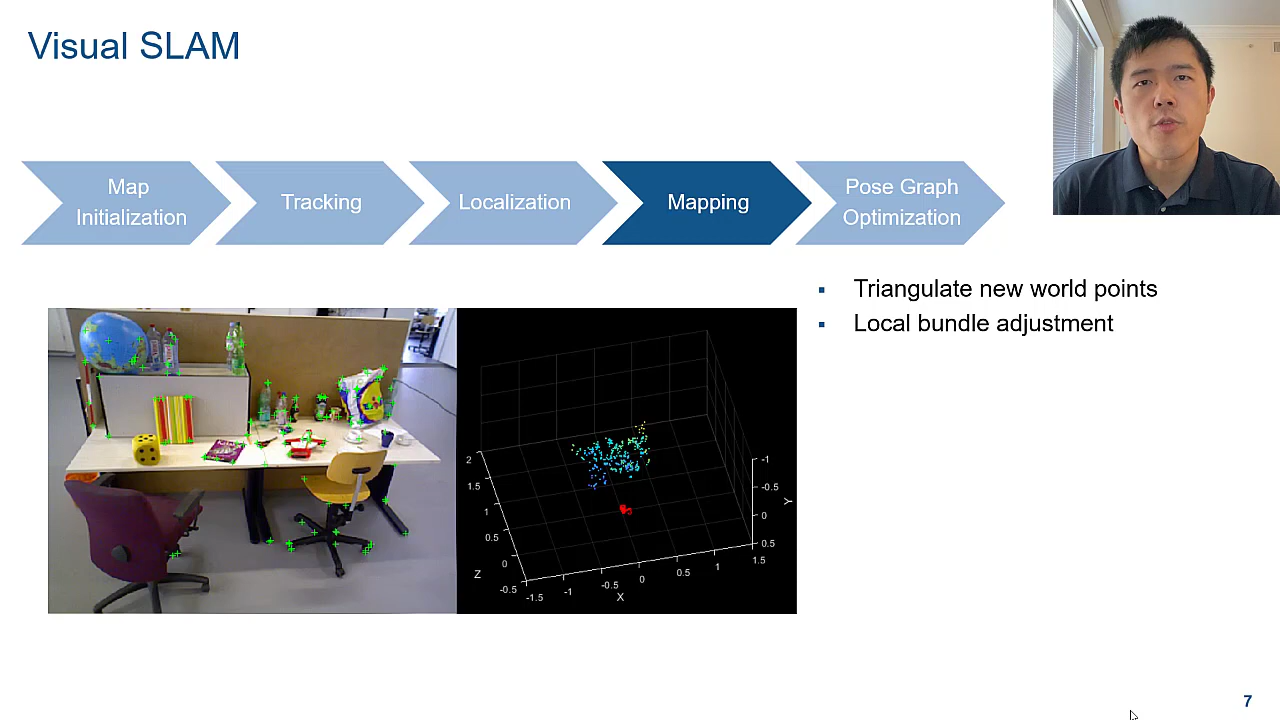 Visual SLAM
Map
Initialization
Tracking
Localization
Mapping
Pose Graph
Optimization
Triangulate new world points
Local bundle adjustment
2
1.5
1
0.5
0
-0.5
Z
-1.5
-1
-0.5
0
0.5
1
1.5
X
-1
-0.5
0
0.5
Y
7